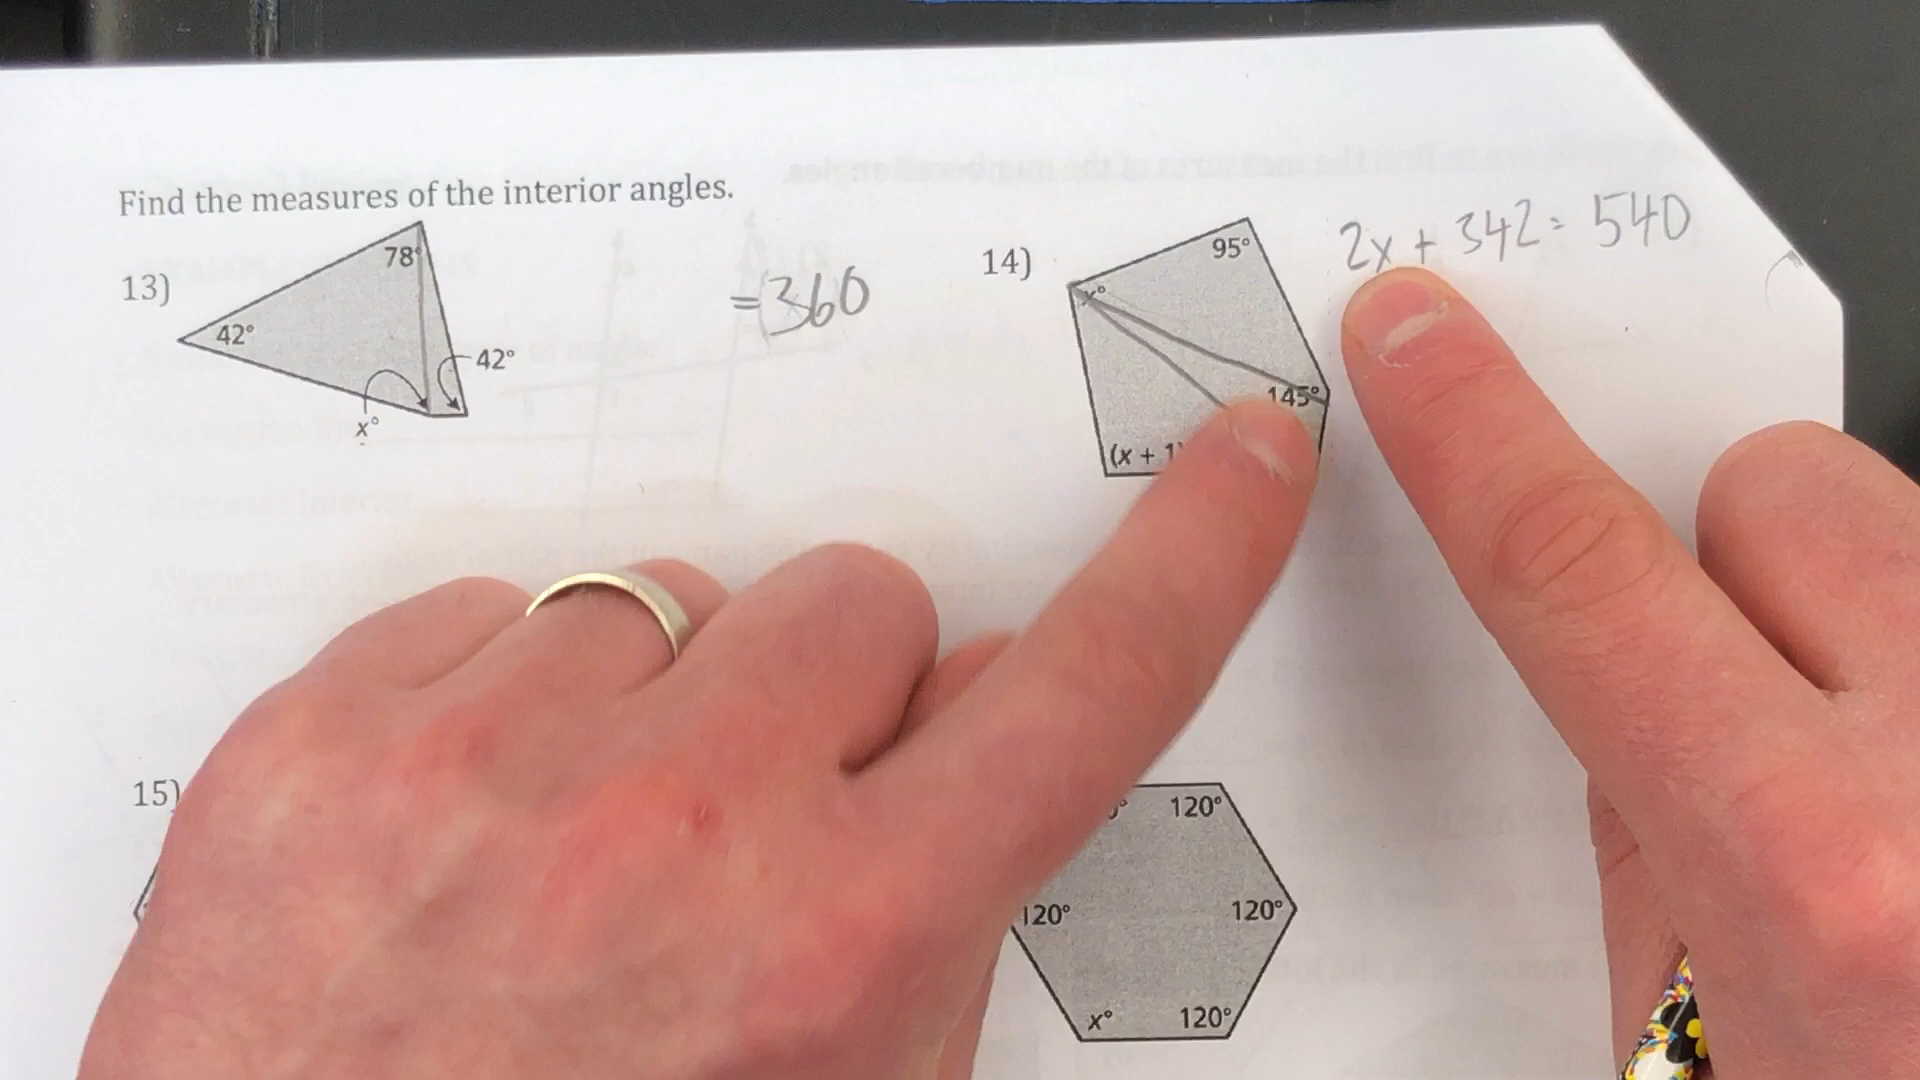 Find the measures of the interior angles.
13)
78°
42°
42°
x°
=360
14)
95°
x°
145°
(x + 1
2x + 342 = 540
15)
120°
120°
120°
x°
120°